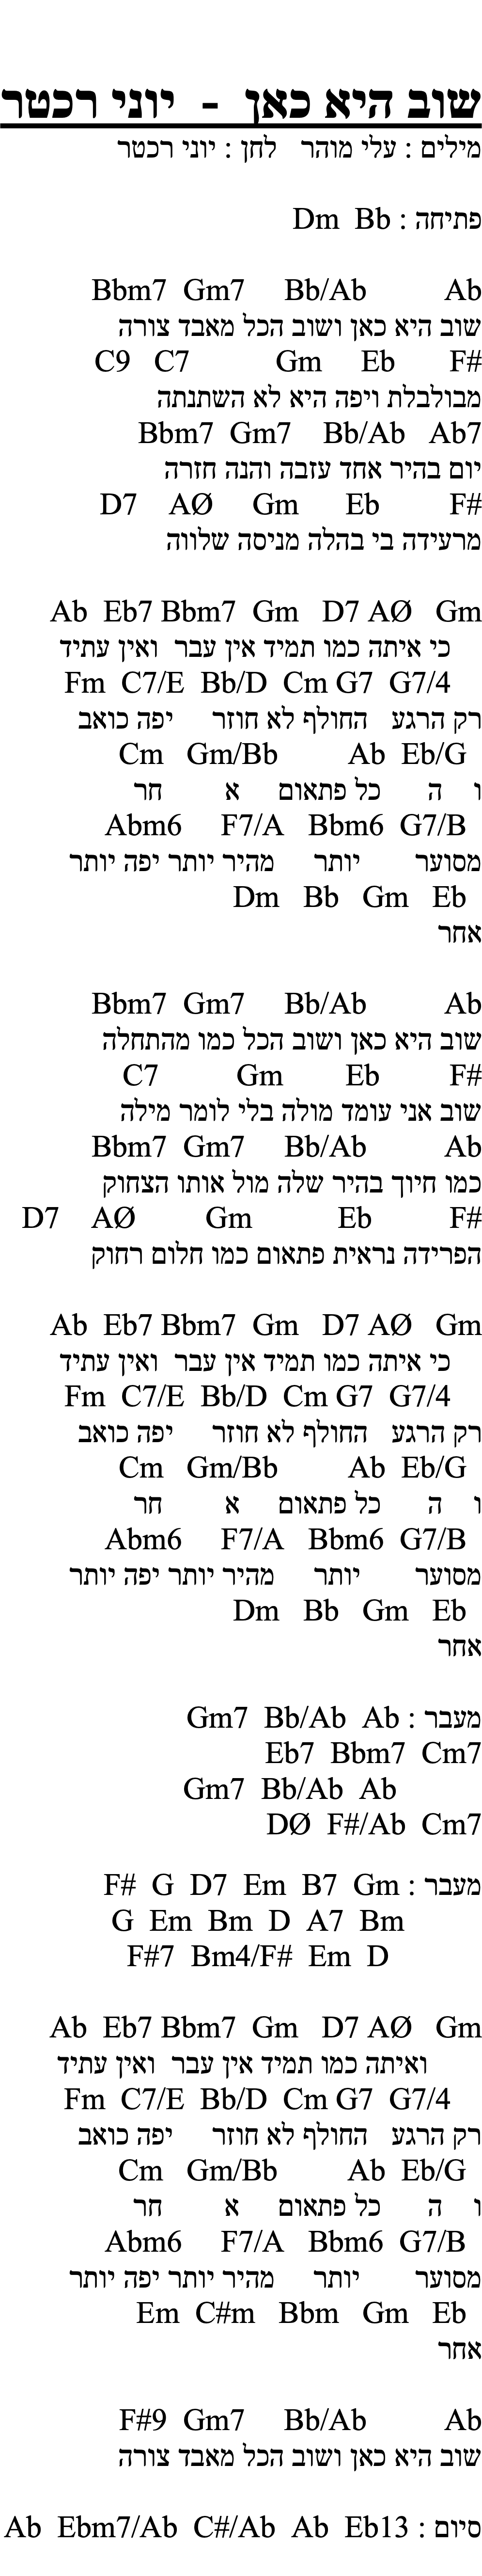 שוב היא כאן - יוני רכטר
מילים : עלי מוהר לחן : יוני רכטר
פתיחה : Dm Bb
Bbm7 Gm7 Bb/Ab Ab
שוב היא כאן ושוב הכל מאבד צורה
C9 C7 Gm Eb F#
מבולבלת ויפה היא לא השתנתה
Bbm7 Gm7 Bb/Ab Ab7
יום בהיר אחד עזבה והנה חזרה
D7 AØ Gm Eb F#
מרעידה בי בהלה מניסה שלווה
Ab Eb7 Bbm7 Gm D7 AØ Gm
כי איתה כמו תמיד אין עבר ואין עתיד
Fm C7/E Bb/D Cm G7 G7/4
רק הרגע החולף לא חוזר יפה כואב
Cm Gm/Bb Ab Eb/G
ו ה כל פתאום א חר
Abm6 F7/A Bbm6 G7/B
מסוער יותר מהיר יותר יפה יותר
Dm Bb Gm Eb
אחר
Bbm7 Gm7 Bb/Ab Ab
שוב היא כאן ושוב הכל כמו מהתחלה
C7 Gm Eb F#
שוב אני עומד מולה בלי לומר מילה
Bbm7 Gm7 Bb/Ab Ab
כמו חיוך בהיר שלה מול אותו הצחוק
D7 AØ Gm Eb F#
הפרידה נראית פתאום כמו חלום רחוק
Ab Eb7 Bbm7 Gm D7 AØ Gm
כי איתה כמו תמיד אין עבר ואין עתיד
Fm C7/E Bb/D Cm G7 G7/4
רק הרגע החולף לא חוזר יפה כואב
Cm Gm/Bb Ab Eb/G
ו ה כל פתאום א חר
Abm6 F7/A Bbm6 G7/B
מסוער יותר מהיר יותר יפה יותר
Dm Bb Gm Eb
אחר
מעבר : Gm7 Bb/Ab Ab
Eb7 Bbm7 Cm7
Gm7 Bb/Ab Ab
DØ F#/Ab Cm7
מעבר : F# G D7 Em B7 Gm
G Em Bm D A7 Bm
F#7 Bm4/F# Em D
Ab Eb7 Bbm7 Gm D7 AØ Gm
ואיתה כמו תמיד אין עבר ואין עתיד
Fm C7/E Bb/D Cm G7 G7/4
רק הרגע החולף לא חוזר יפה כואב
Cm Gm/Bb Ab Eb/G
ו ה כל פתאום א חר
Abm6 F7/A Bbm6 G7/B
מסוער יותר מהיר יותר יפה יותר
Em C#m Bbm Gm Eb
אחר
F#9 Gm7 Bb/Ab Ab
שוב היא כאן ושוב הכל מאבד צורה
סיום : Ab Ebm7/Ab C#/Ab Ab Eb13